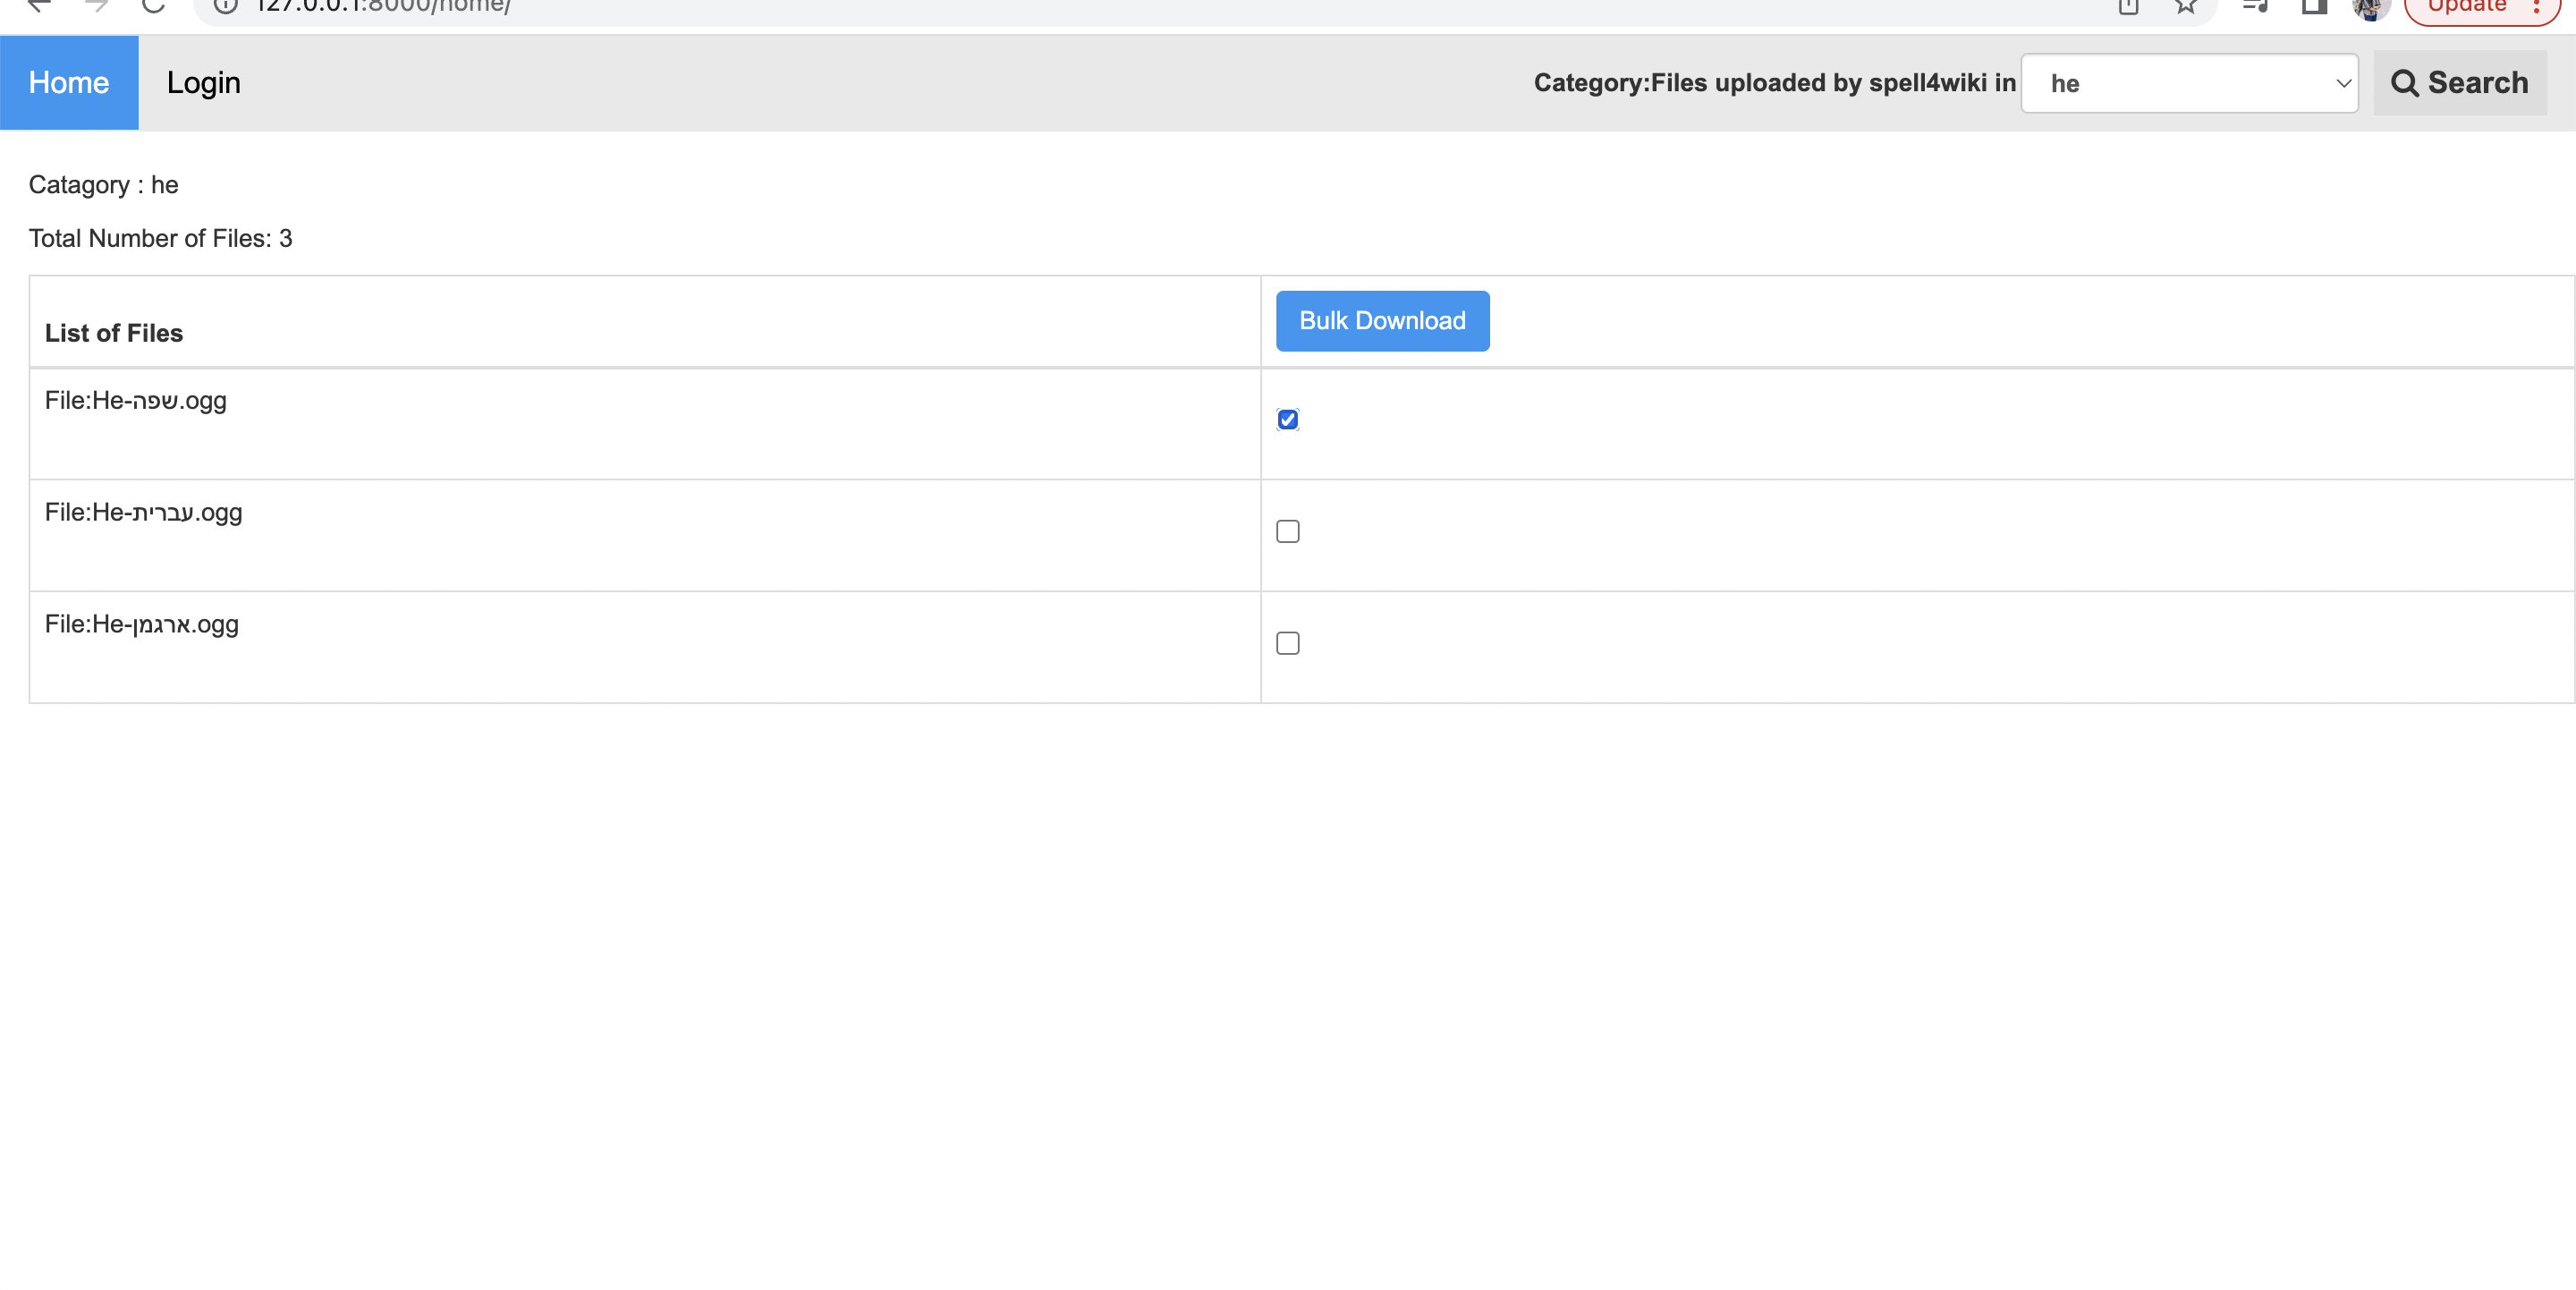 127.0.0.1:8000/home/
Update
Home
Login
Category:Files uploaded by spell4wiki in
he
Search
Catagory : he
Total Number of Files: 3
List of Files
Bulk Download
File:He-שפה.ogg
File:He-עברית.ogg
File:He-ארגמן.ogg